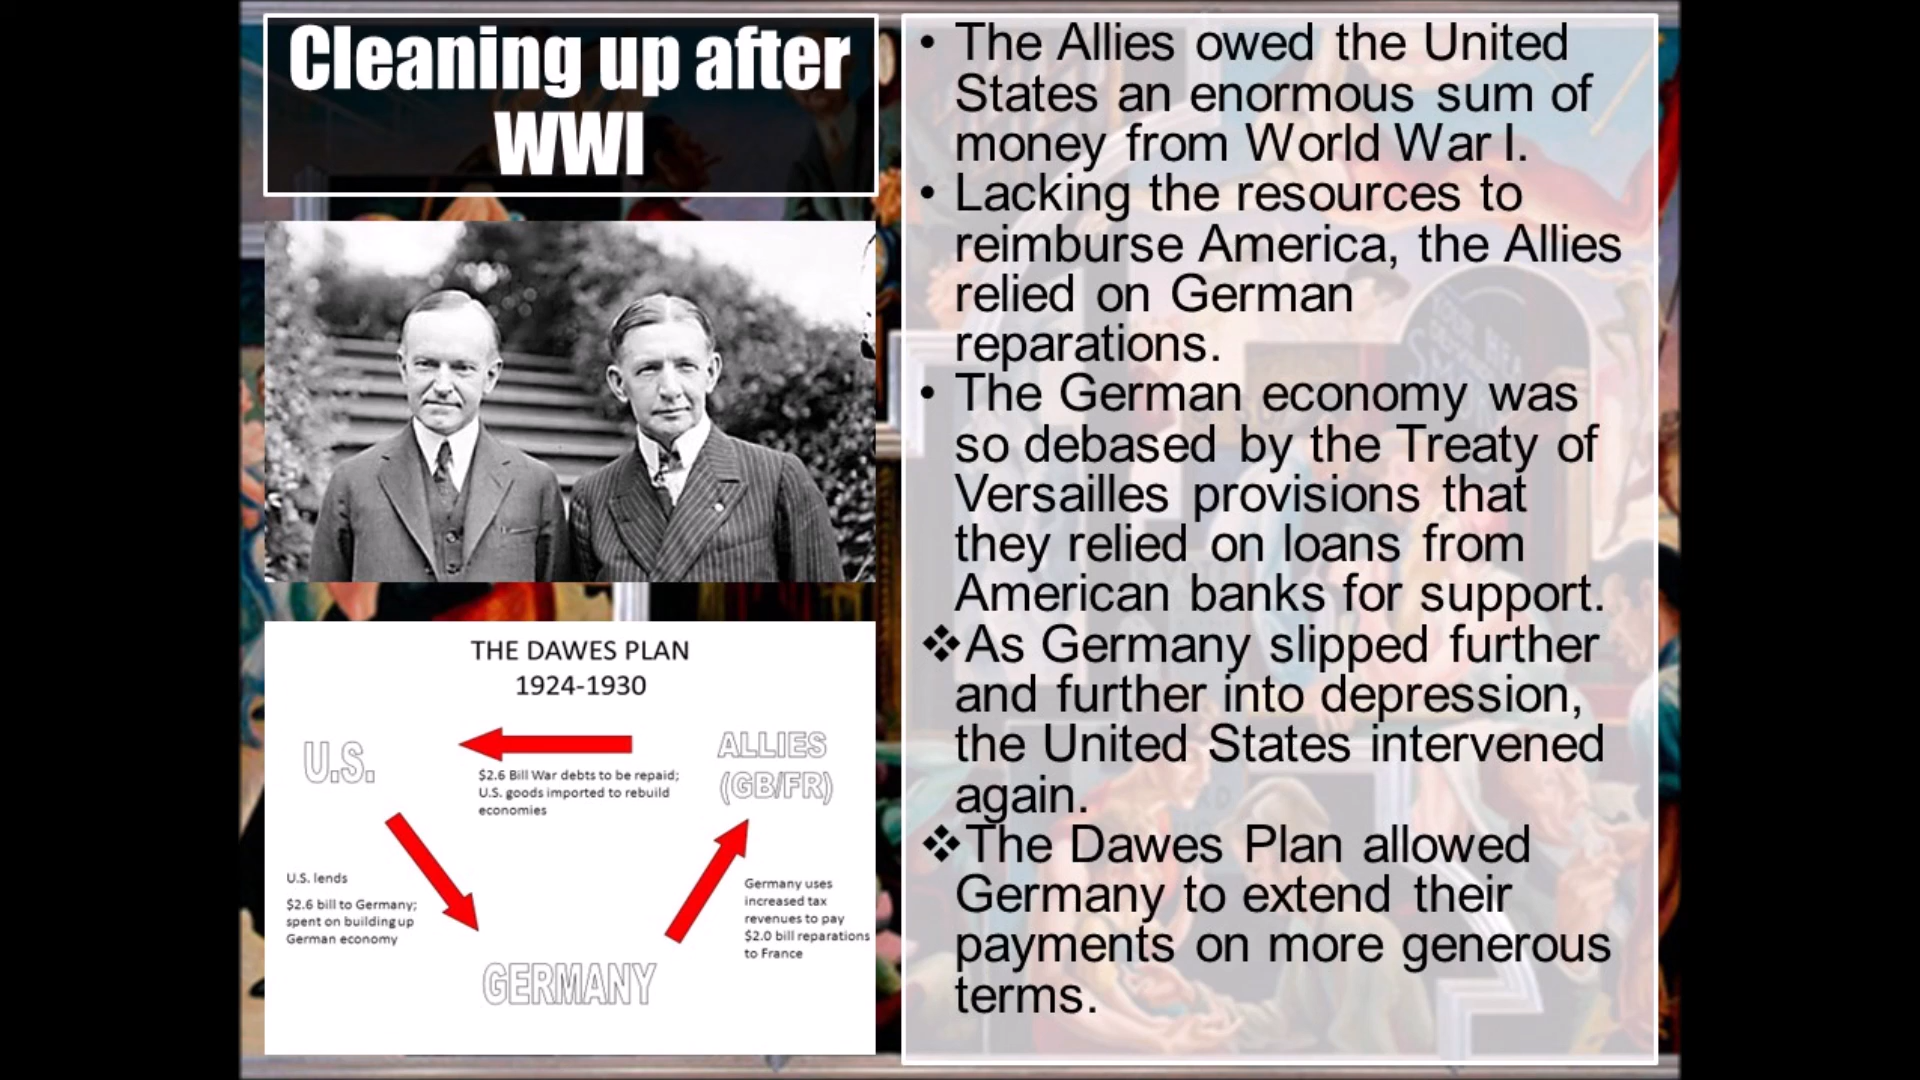 Cleaning up after
WWI
• The Allies owed the United
States an enormous sum of
money from World War I.
• Lacking the resources to
reimburse America, the Allies
relied on German
reparations.
• The German economy was
so debased by the Treaty of
Versailles provisions that
they relied on loans from
American banks for support.
❖As Germany slipped further
and further into depression,
the United States intervened
again.
❖The Dawes Plan allowed
Germany to extend their
payments on more generous
terms.
THE DAWES PLAN
1924-1930
U.S.
ALLIES
(GB/FR)
$2.6 Bill War debts to be repaid;
U.S. goods imported to rebuild
economies
U.S. lends
$2.6 bill to Germany;
spent on building up
German economy
Germany uses
increased tax
revenues to pay
$2.0 bill reparations
to France
GERMANY